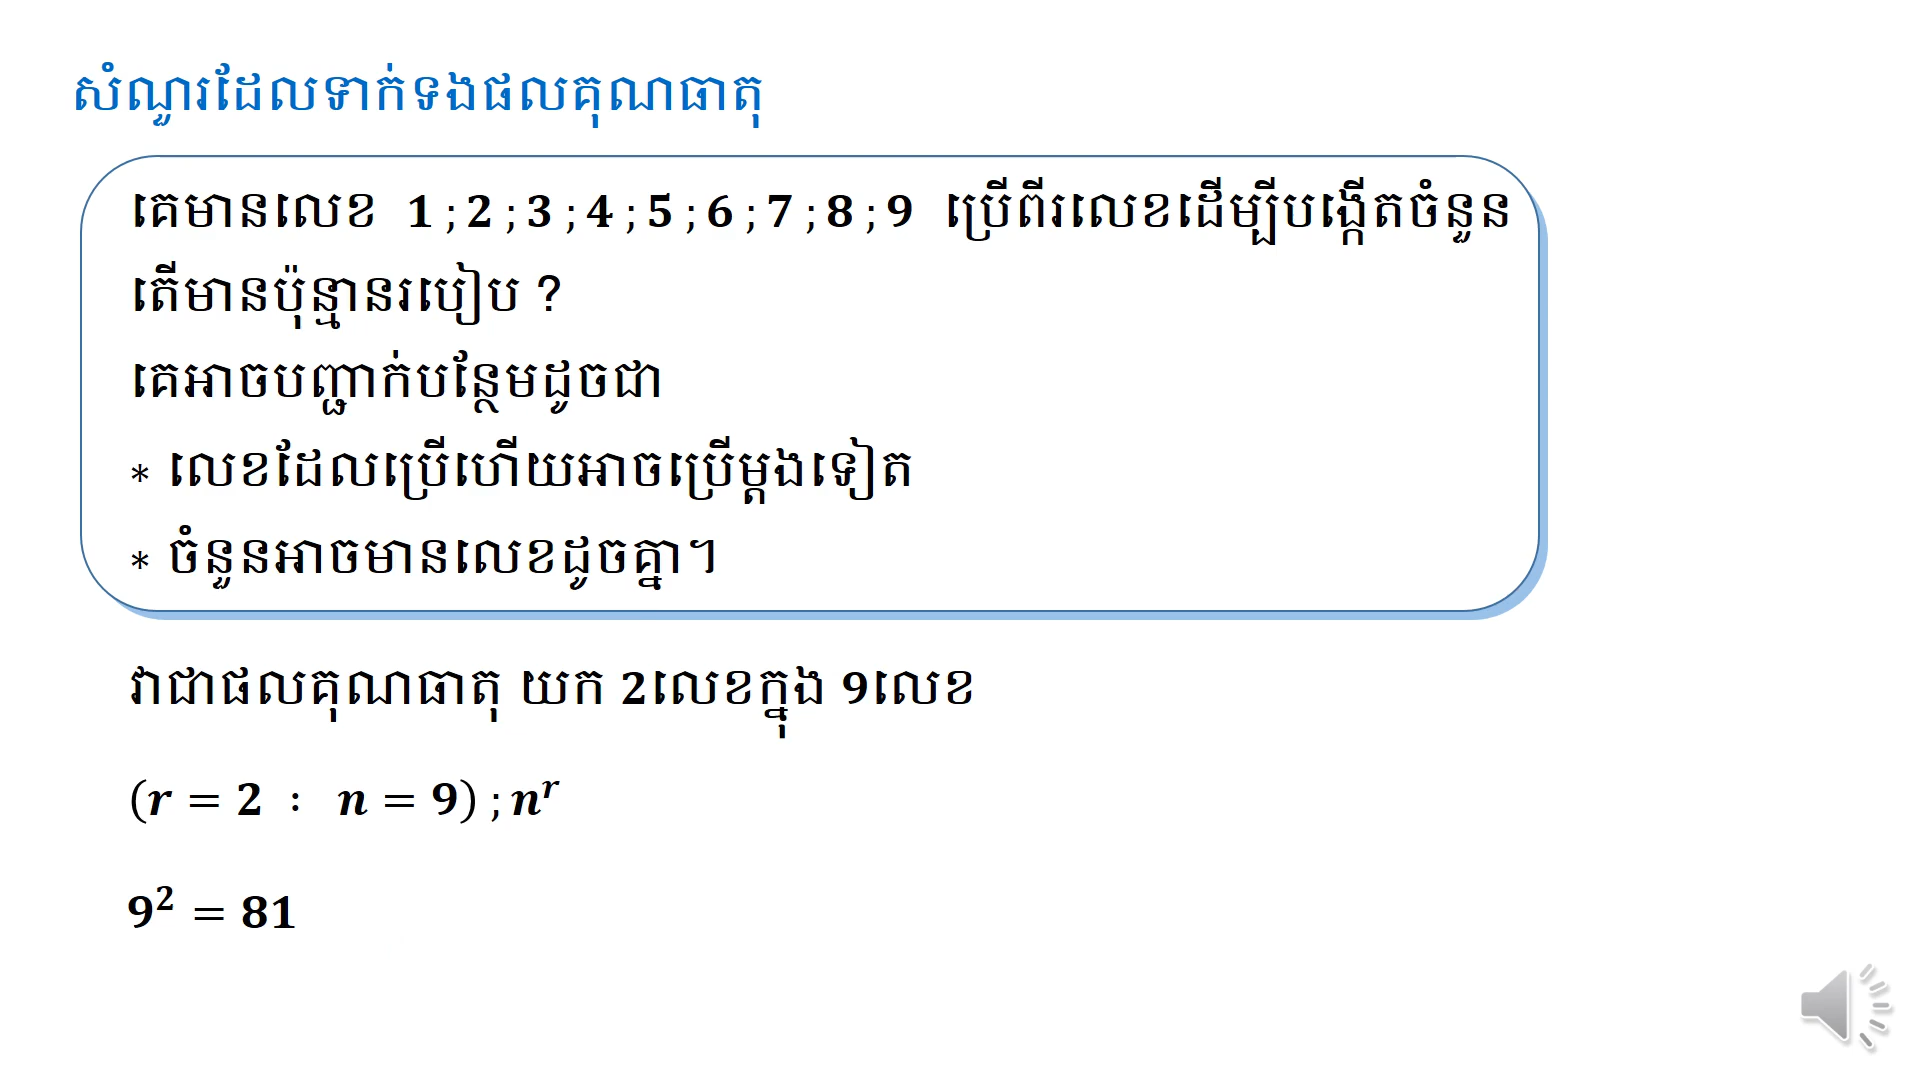 សំណួរដែលទាក់ទងផលគុណធាតុ
គេមានលេខ 1 ; 2 ; 3 ; 4 ; 5 ; 6 ; 7 ; 8 ; 9 ប្រើពីរលេខដើម្បីបង្កើតចំនួន
តើមានប៉ុន្មានរបៀប ?
គេអាចបញ្ជាក់បន្ថែមដូចជា
* លេខដែលប្រើហើយអាចប្រើម្តងទៀត
* ចំនួនអាចមានលេខដូចគ្នា។
វាជាផលគុណធាតុ យក 2លេខក្នុង 9លេខ
(r = 2 : n = 9) ; nʳ
9² = 81